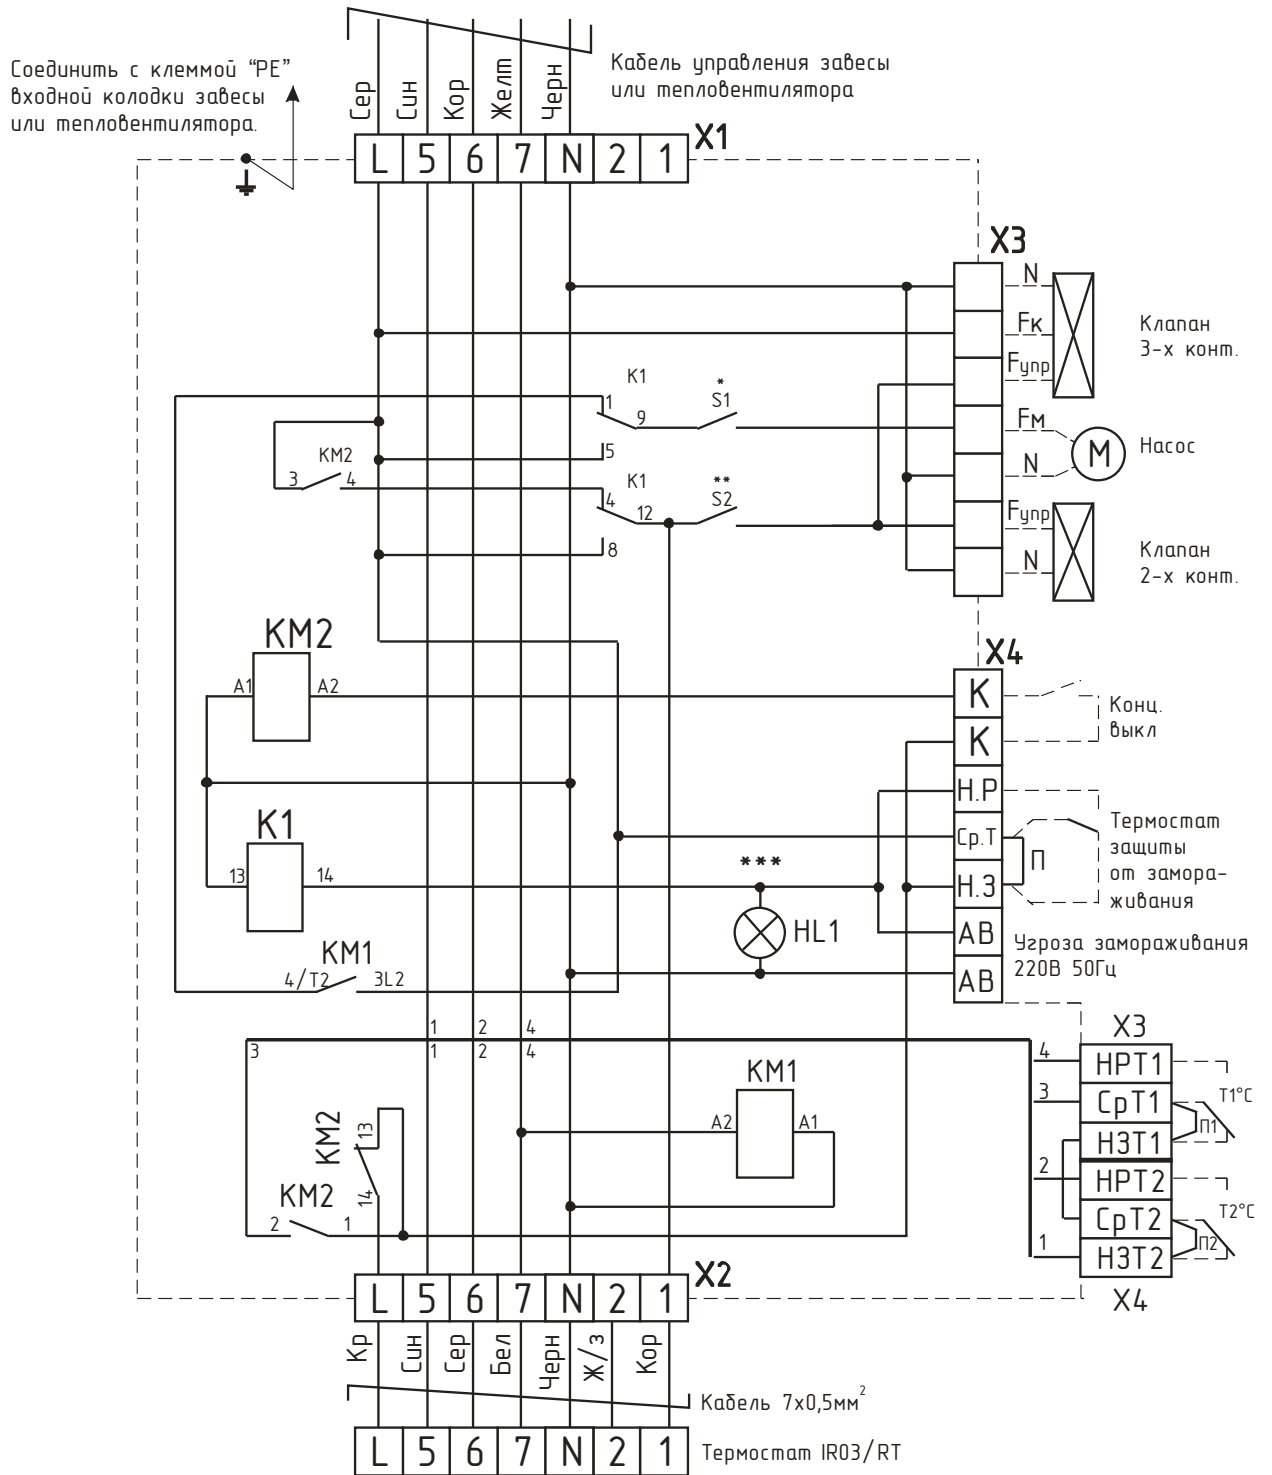 Соединить с клеммой “PE”
входной колодки завесы
или тепловентилятора.
Сер
Син
Кор
Желт
Черн
Кабель управления завесы
или тепловентилятора
L 5 6 7 N 2 1
X1
X3
N
Fк
Fупр
Клапан
3-х конт.
K1
1
9
*
S1
5
Fм
N
M
Насос
KM2
3
4
K1
4
12
**
S2
8
Fупр
N
Клапан
2-х конт.
KM2
A1
A2
X4
К
К
Конц.
выкл
Н.Р
Ср.Т
Н.З
П
Термостат
защиты
от замора-
живания
K1
13
14
***
HL1
АВ
АВ
Угроза замораживания
220В 50Гц
KM1
4/T2
3L2
1 2 4
3
1 2 4
X3
4
НРТ1
3
СрТ1
НЗТ1
П1
T1°C
2
НРТ2
СрТ2
1
НЗТ2
П2
T2°C
X4
KM1
A2
A1
KM2
13
14
KM2
2
1
X2
L 5 6 7 N 2 1
Кр
Син
Сер
Бел
Черн
Ж/з
Кор
Кабель 7х0,5мм²
L 5 6 7 N 2 1
Термостат IR03/RT